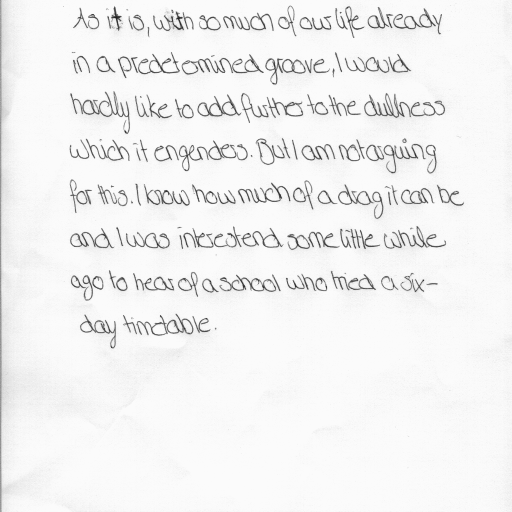 As it is, with so much of our life already
in a predetermined groove, I would
hardly like to add further to the dullness
which it engenders. But I am not arguing
for this. I know how much of a drag it can be
and I was interestend some little while
ago to hear of a school who tried a six-
day timetable.